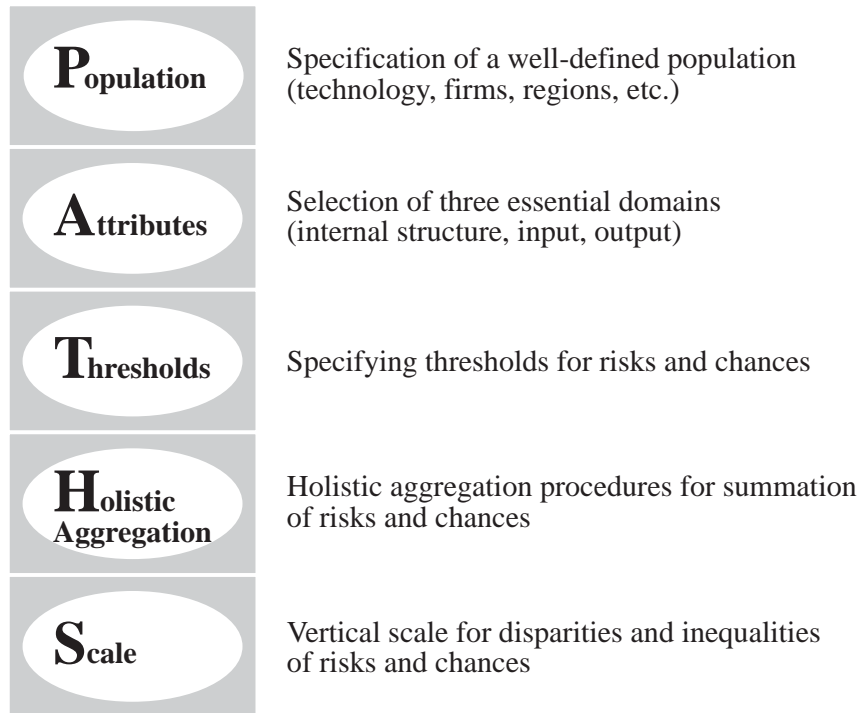 Population
Specification of a well-defined population
(technology, firms, regions, etc.)
Attributes
Selection of three essential domains
(internal structure, input, output)
Thresholds
Specifying thresholds for risks and chances
Holistic
Aggregation
Holistic aggregation procedures for summation
of risks and chances
Scale
Vertical scale for disparities and inequalities
of risks and chances